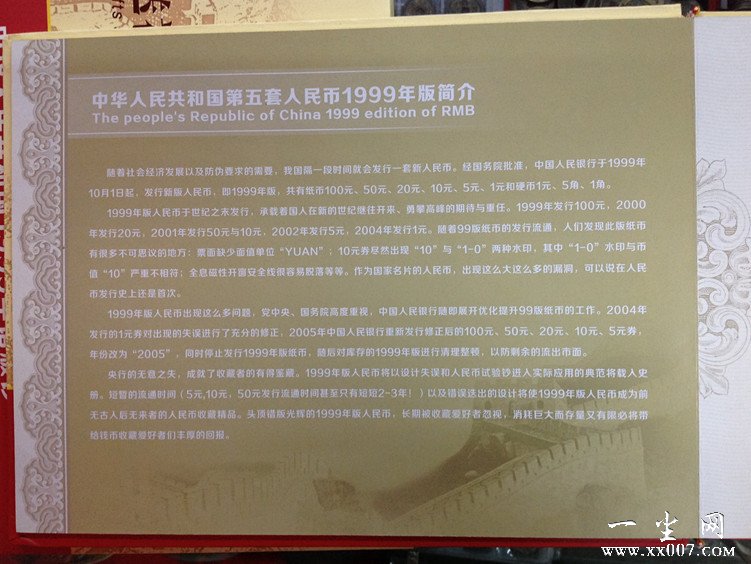 中华人民共和国第五套人民币1999年版简介
The people's Republic of China 1999 edition of RMB
随着社会经济发展以及防伪要求的需要，我国隔一段时间就会发行一套新人民币。经国务院批准，中国人民银行于1999年
10月1日起，发行新版人民币，即1999年版，共有纸币100元、50元、20元、10元、5元、1元和硬币1元、5角、1角。
1999年版人民币于世纪之末发行，承载着国人在新的世纪继往开来、勇攀高峰的期待与重任。1999年发行100元，2000
年发行20元，2001年发行50元与10元，2002年发行5元，2004年发行1元。随着99版纸币的发行流通，人们发现此版纸币
有很多不可思议的地方：票面缺少面值单位“YUAN”；10元券居然出现“10”与“1-0”两种水印，其中“1-0”水印与币
值“10”严重不相符；全息磁性开窗安全线很容易脱落等等。作为国家名片的人民币，出现这么大这么多的漏洞，可以说在人民
币发行史上还是首次。
1999年版人民币出现这么多问题，党中央、国务院高度重视，中国人民银行随即展开优化提升99版纸币的工作。2004年
发行的1元券对出现的失误进行了充分的修正，2005年中国人民银行重新发行修正后的100元、50元、20元、10元、5元券，
年份改为“2005”，同时停止发行1999年版纸币，随后对库存的1999年版进行清理整顿，以防剩余的流出市面。
央行的无意之失，成就了收藏者的有得鉴藏。1999年版人民币将以设计失误和人民币试验钞进入实际应用的典范将载入史
册。短暂的流通时间（5元,10元，50元发行流通时间甚至只有短短2-3年！）以及错误迭出的设计将使1999年版人民币成为前
无古人后无来者的人民币收藏精品。头顶错版光辉的1999年版人民币，长期被收藏爱好者忽视，消耗巨大而存量又有限必将带
给钱币收藏爱好者们丰厚的回报。
一尘网
www.xx007.com